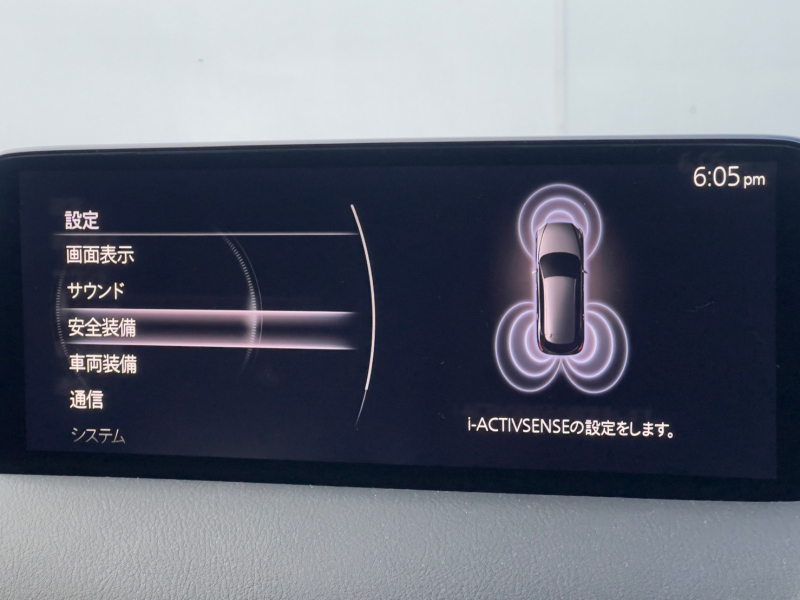 6:05 pm
設定
画面表示
サウンド
安全装備
車両装備
通信
システム
i-ACTIVSENSEの設定をします。